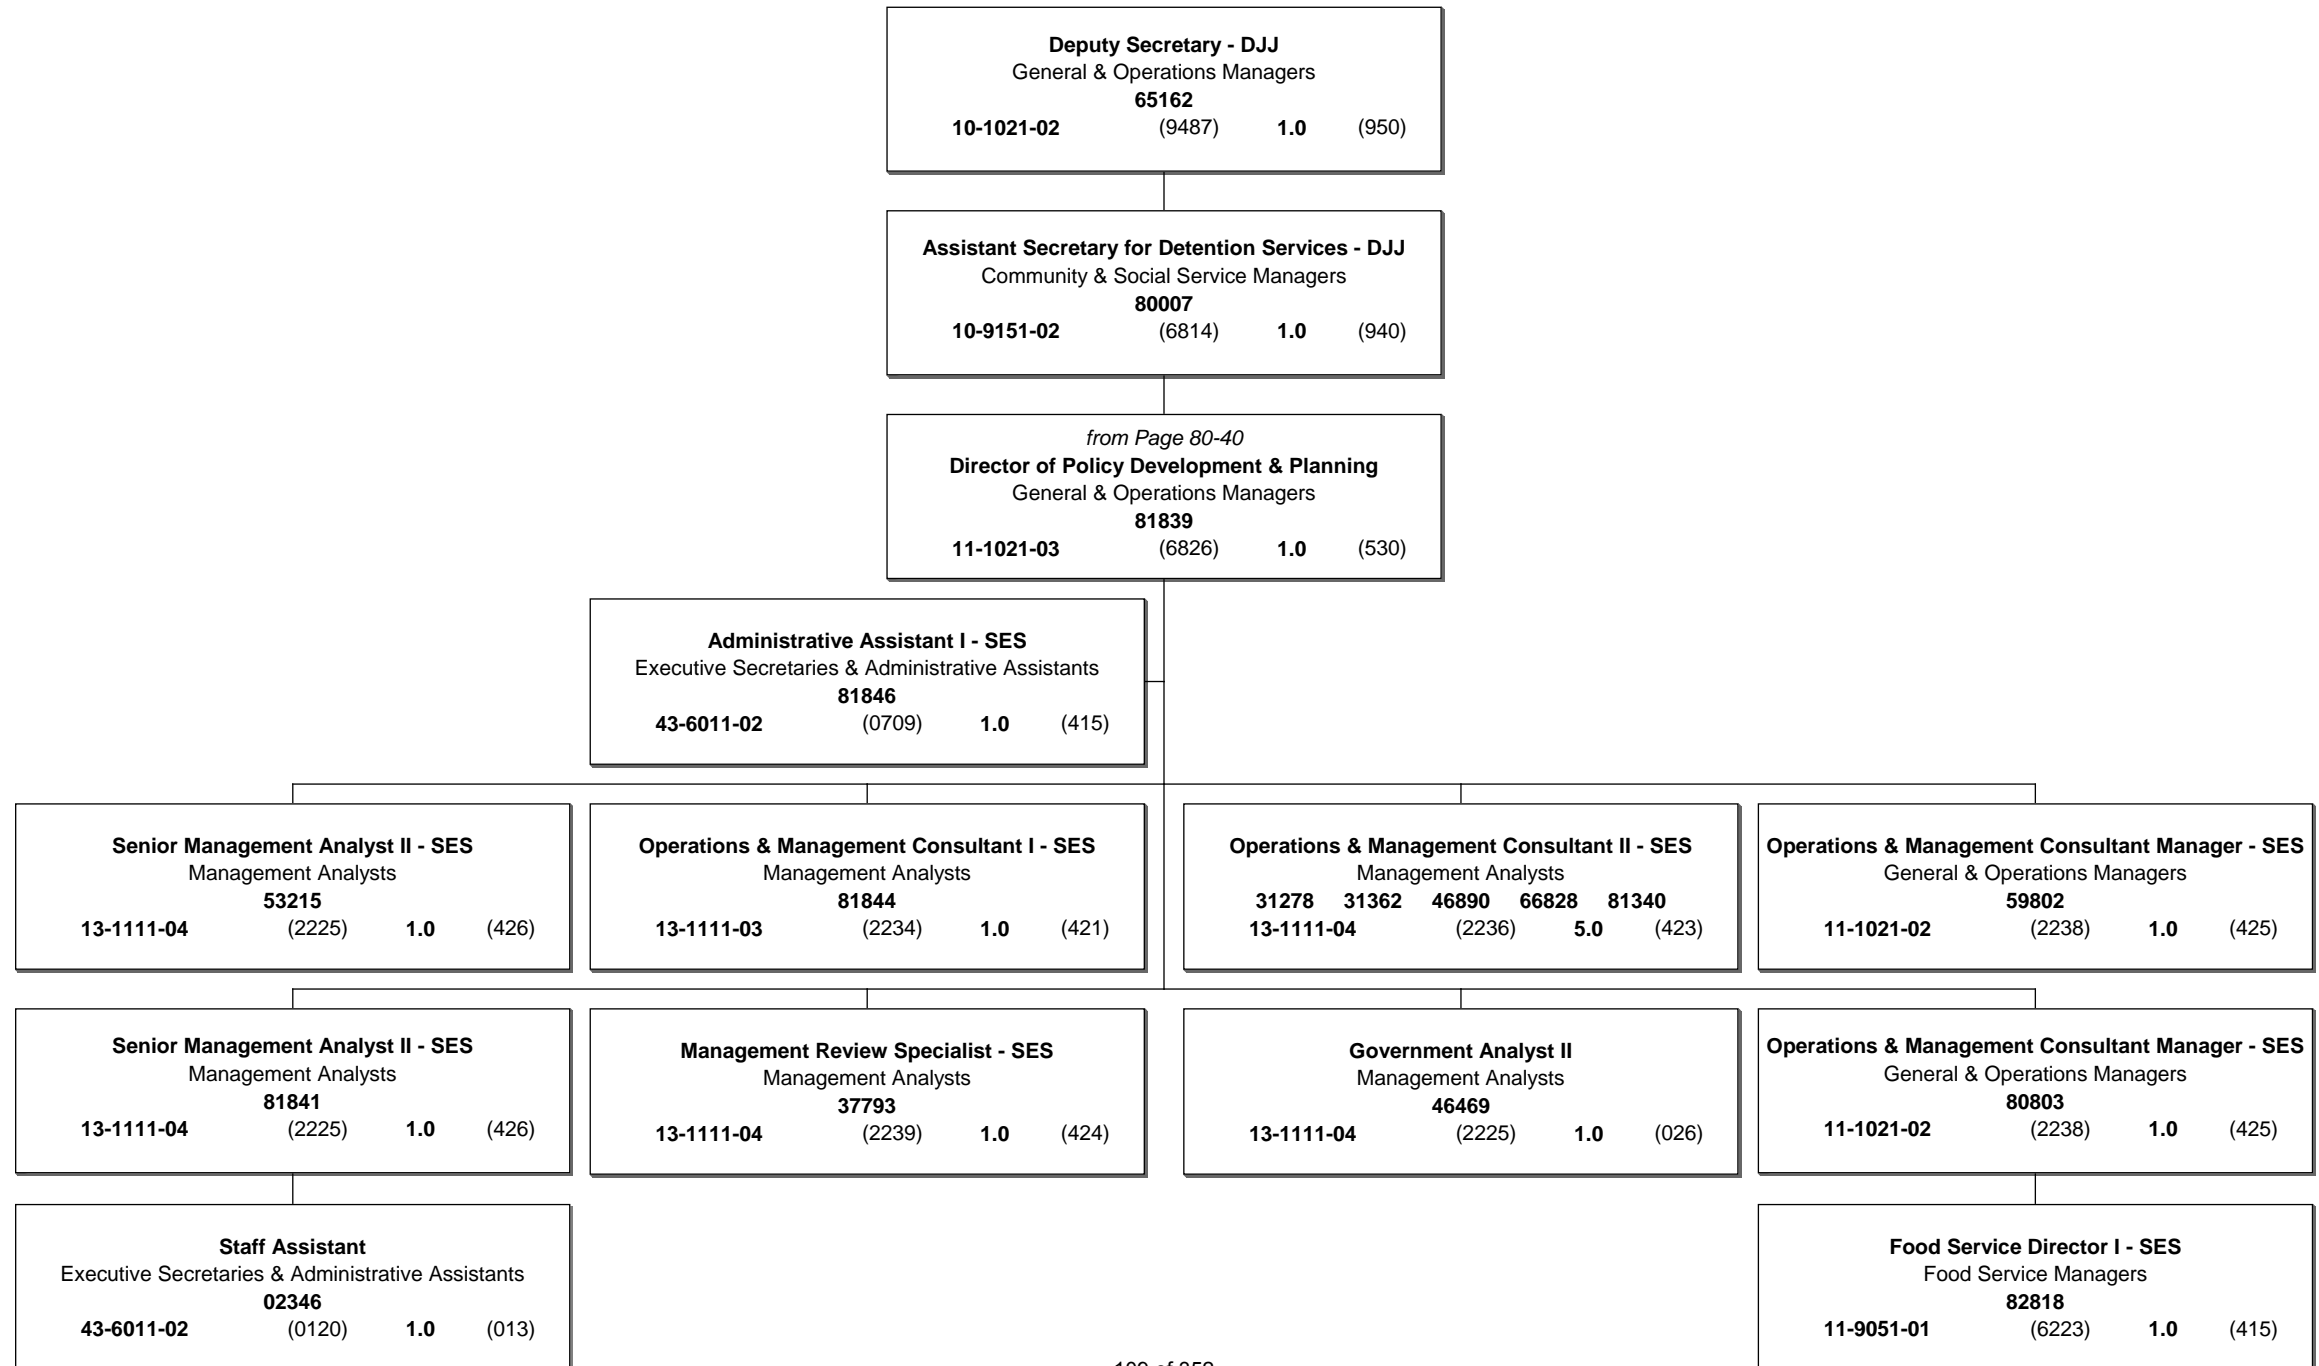 Deputy Secretary - DJJ
General & Operations Managers
65162
10-1021-02 (9487) 1.0 (950)
Assistant Secretary for Detention Services - DJJ
Community & Social Service Managers
80007
10-9151-02 (6814) 1.0 (940)
from Page 80-40
Director of Policy Development & Planning
General & Operations Managers
81839
11-1021-03 (6826) 1.0 (530)
Administrative Assistant I - SES
Executive Secretaries & Administrative Assistants
81846
43-6011-02 (0709) 1.0 (415)
Senior Management Analyst II - SES
Management Analysts
53215
13-1111-04 (2225) 1.0 (426)
Operations & Management Consultant I - SES
Management Analysts
81844
13-1111-03 (2234) 1.0 (421)
Operations & Management Consultant II - SES
Management Analysts
31278 31362 46890 66828 81340
13-1111-04 (2236) 5.0 (423)
Operations & Management Consultant Manager - SES
General & Operations Managers
59802
11-1021-02 (2238) 1.0 (425)
Senior Management Analyst II - SES
Management Analysts
81841
13-1111-04 (2225) 1.0 (426)
Management Review Specialist - SES
Management Analysts
37793
13-1111-04 (2239) 1.0 (424)
Government Analyst II
Management Analysts
46469
13-1111-04 (2225) 1.0 (026)
Operations & Management Consultant Manager - SES
General & Operations Managers
80803
11-1021-02 (2238) 1.0 (425)
Staff Assistant
Executive Secretaries & Administrative Assistants
02346
43-6011-02 (0120) 1.0 (013)
Food Service Director I - SES
Food Service Managers
82818
11-9051-01 (6223) 1.0 (415)